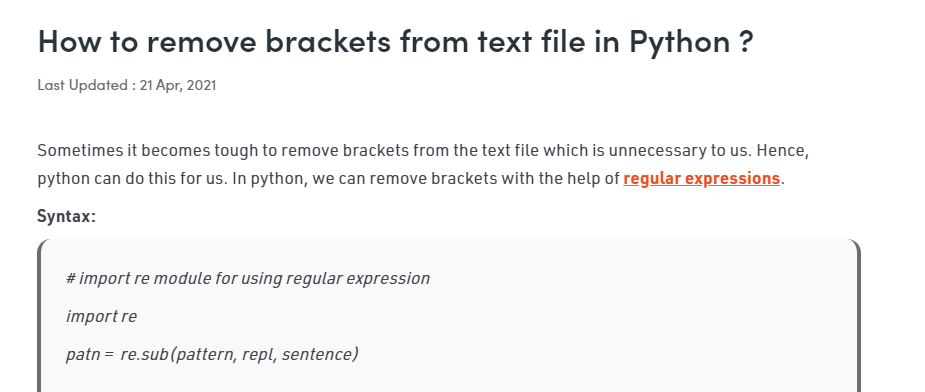 How to remove brackets from text file in Python ?
Last Updated : 21 Apr, 2021
Sometimes it becomes tough to remove brackets from the text file which is unnecessary to us. Hence,
python can do this for us. In python, we can remove brackets with the help of regular expressions.
Syntax:
# import re module for using regular expression
import re
patn =  re.sub(pattern, repl, sentence)